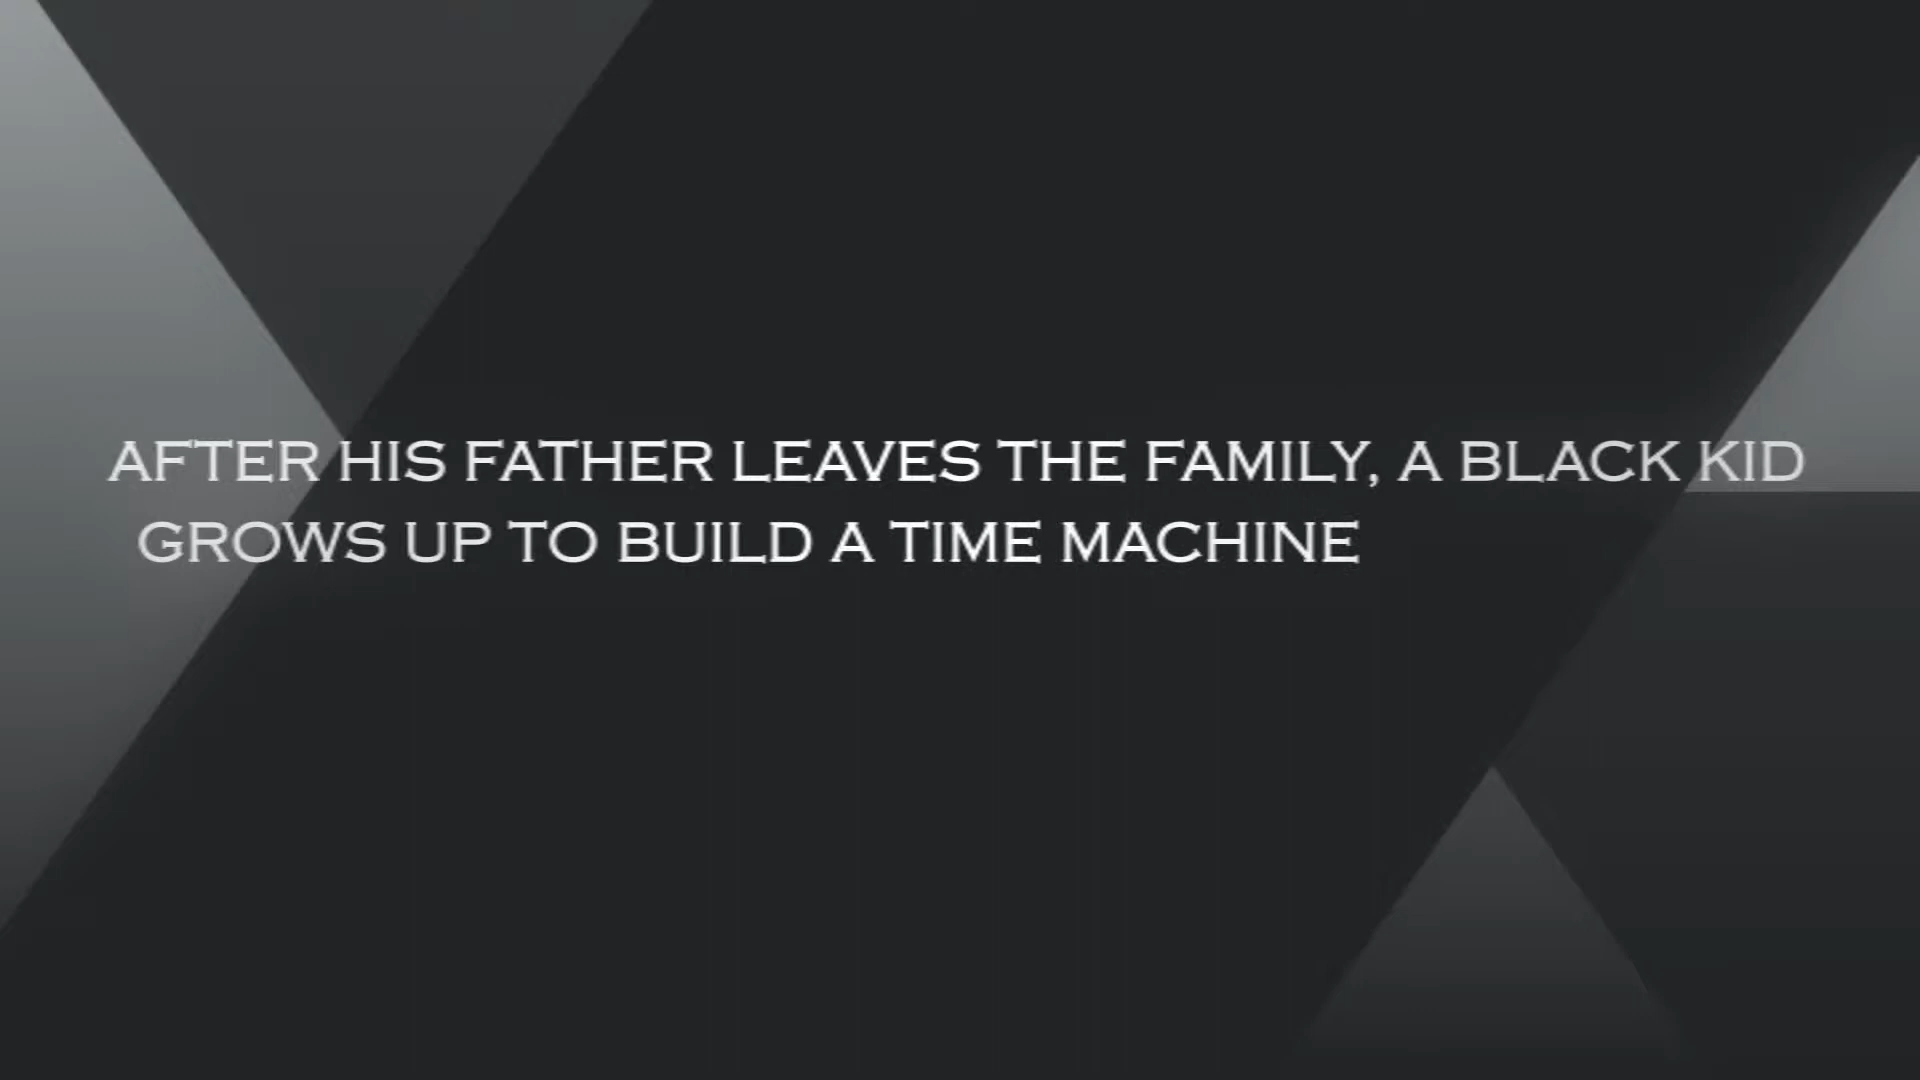 AFTER HIS FATHER LEAVES THE FAMILY, A BLACK KID
GROWS UP TO BUILD A TIME MACHINE